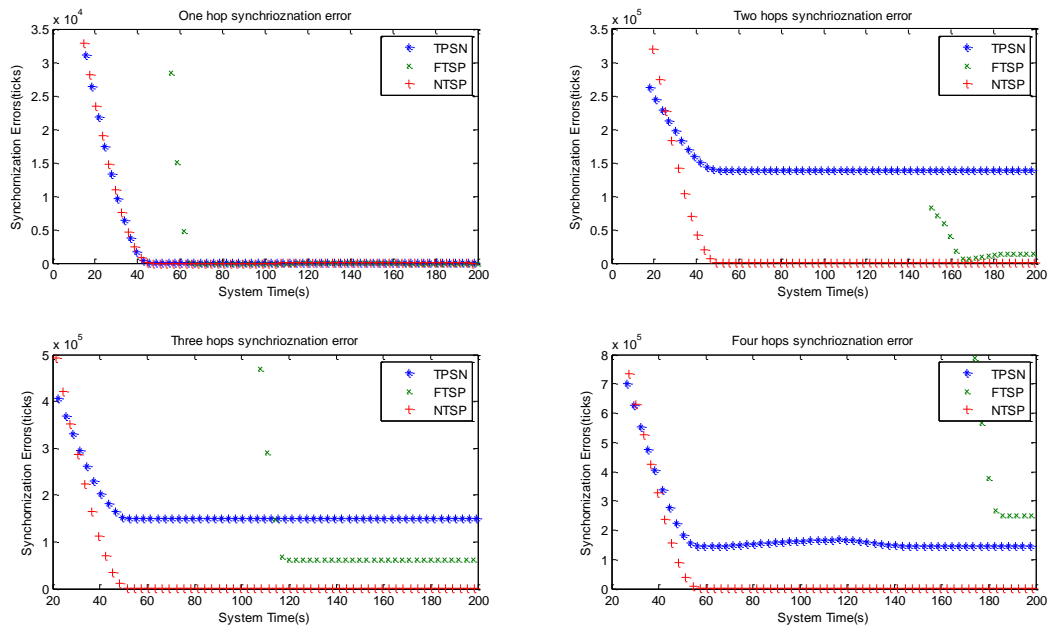 One hop synchrioznation error
x 10^4
3.5
3
2.5
2
1.5
1
0.5
0
0 20 40 60 80 100 120 140 160 180 200
Synchornization Errors(ticks)
System Time(s)
TPSN
FTSP
NTSP
Two hops synchrioznation error
x 10^5
3.5
3
2.5
2
1.5
1
0.5
0
0 20 40 60 80 100 120 140 160 180 200
Synchornization Errors(ticks)
System Time(s)
TPSN
FTSP
NTSP
Three hops synchrioznation error
x 10^5
5
4
3
2
1
0
20 40 60 80 100 120 140 160 180 200
Synchornization Errors(ticks)
System Time(s)
TPSN
FTSP
NTSP
Four hops synchrioznation error
x 10^5
8
7
6
5
4
3
2
1
0
20 40 60 80 100 120 140 160 180 200
Synchornization Errors(ticks)
System Time(s)
TPSN
FTSP
NTSP